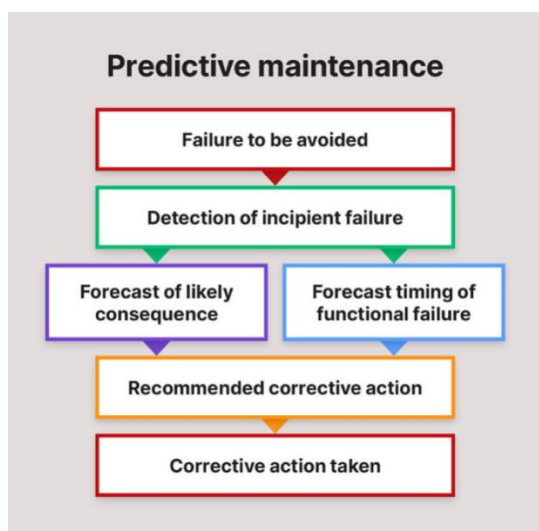 Predictive maintenance
Failure to be avoided
Detection of incipient failure
Forecast of likely
consequence
Forecast timing of
functional failure
Recommended corrective action
Corrective action taken